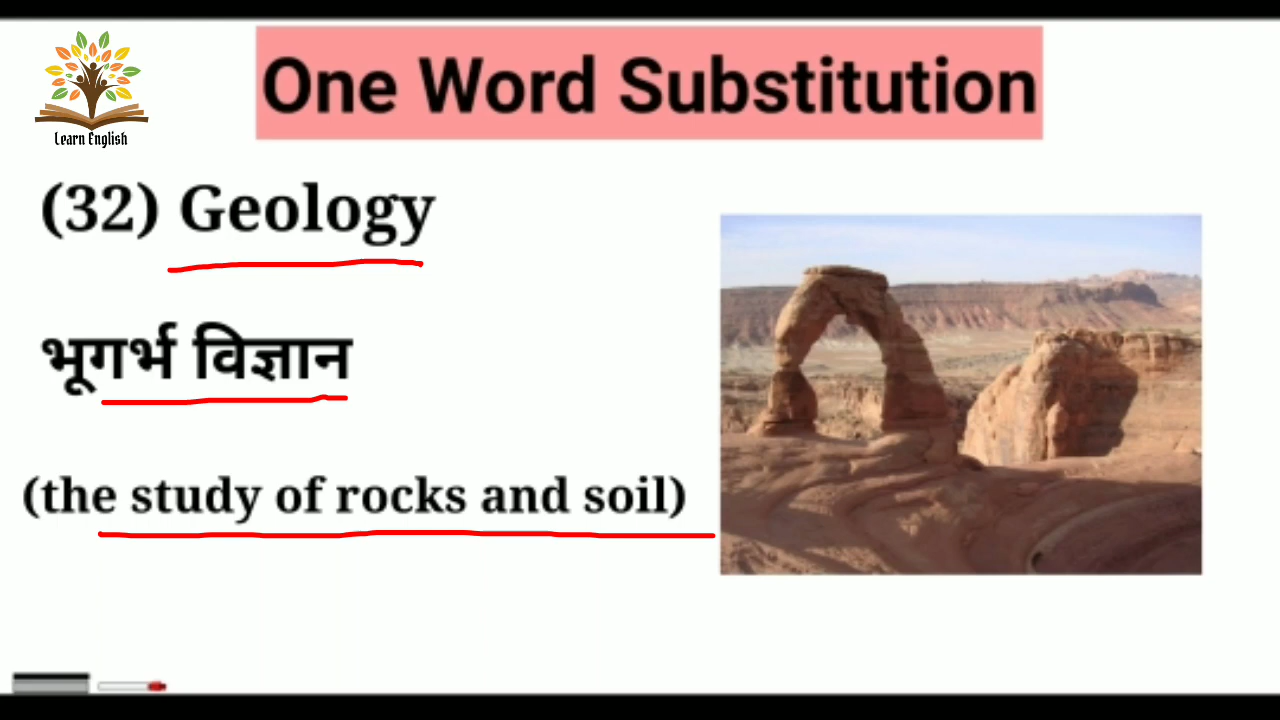 One Word Substitution
Learn English
(32) Geology
भूगर्भ विज्ञान
(the study of rocks and soil)